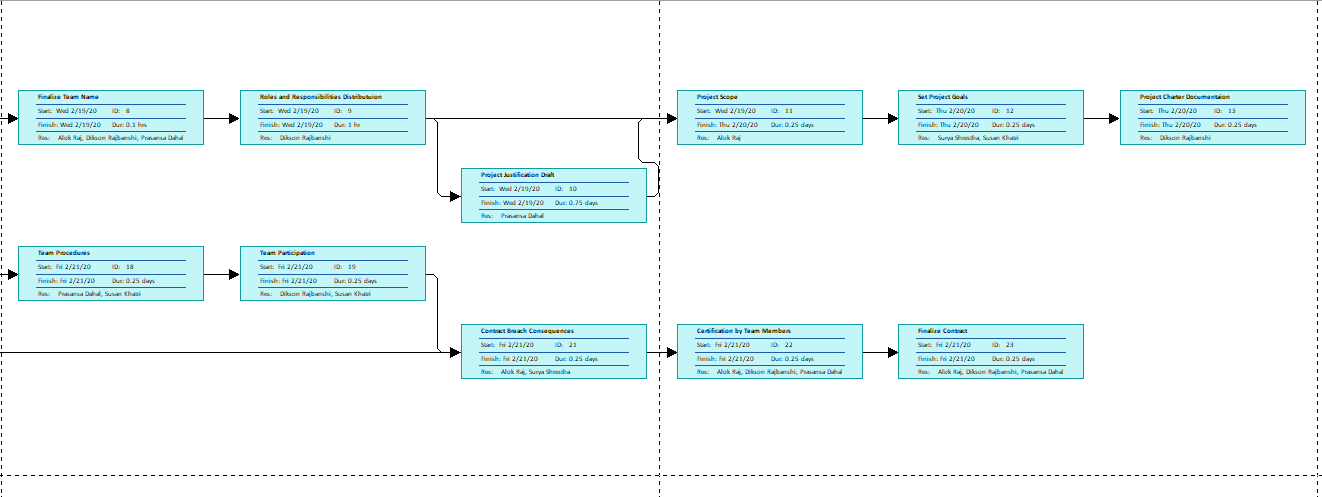 Finalize Team Name
Start: Wed 2/19/20 ID: 8
Finish: Wed 2/19/20 Dur: 0.1 hrs
Res: Alok Raj, Dikson Rajbanshi, Prasansa Dahal
Roles and Responsibilities Distributuion
Start: Wed 2/19/20 ID: 9
Finish: Wed 2/19/20 Dur: 1 hr
Res: Dikson Rajbanshi
Project Scope
Start: Wed 2/19/20 ID: 11
Finish: Thu 2/20/20 Dur: 0.25 days
Res: Alok Raj
Set Project Goals
Start: Thu 2/20/20 ID: 12
Finish: Thu 2/20/20 Dur: 0.25 days
Res: Surya Shrestha, Susan Khatri
Project Charter Documentaion
Start: Thu 2/20/20 ID: 13
Finish: Thu 2/20/20 Dur: 0.25 days
Res: Dikson Rajbanshi
Project Justification Draft
Start: Wed 2/19/20 ID: 10
Finish: Wed 2/19/20 Dur: 0.75 days
Res: Prasansa Dahal
Team Procedures
Start: Fri 2/21/20 ID: 18
Finish: Fri 2/21/20 Dur: 0.25 days
Res: Prasansa Dahal, Susan Khatri
Team Participation
Start: Fri 2/21/20 ID: 19
Finish: Fri 2/21/20 Dur: 0.25 days
Res: Dikson Rajbanshi, Susan Khatri
Contract Breach Consequences
Start: Fri 2/21/20 ID: 21
Finish: Fri 2/21/20 Dur: 0.25 days
Res: Alok Raj, Surya Shrestha
Certification by Team Members
Start: Fri 2/21/20 ID: 22
Finish: Fri 2/21/20 Dur: 0.25 days
Res: Alok Raj, Dikson Rajbanshi, Prasansa Dahal
Finalize Contract
Start: Fri 2/21/20 ID: 23
Finish: Fri 2/21/20 Dur: 0.25 days
Res: Alok Raj, Dikson Rajbanshi, Prasansa Dahal